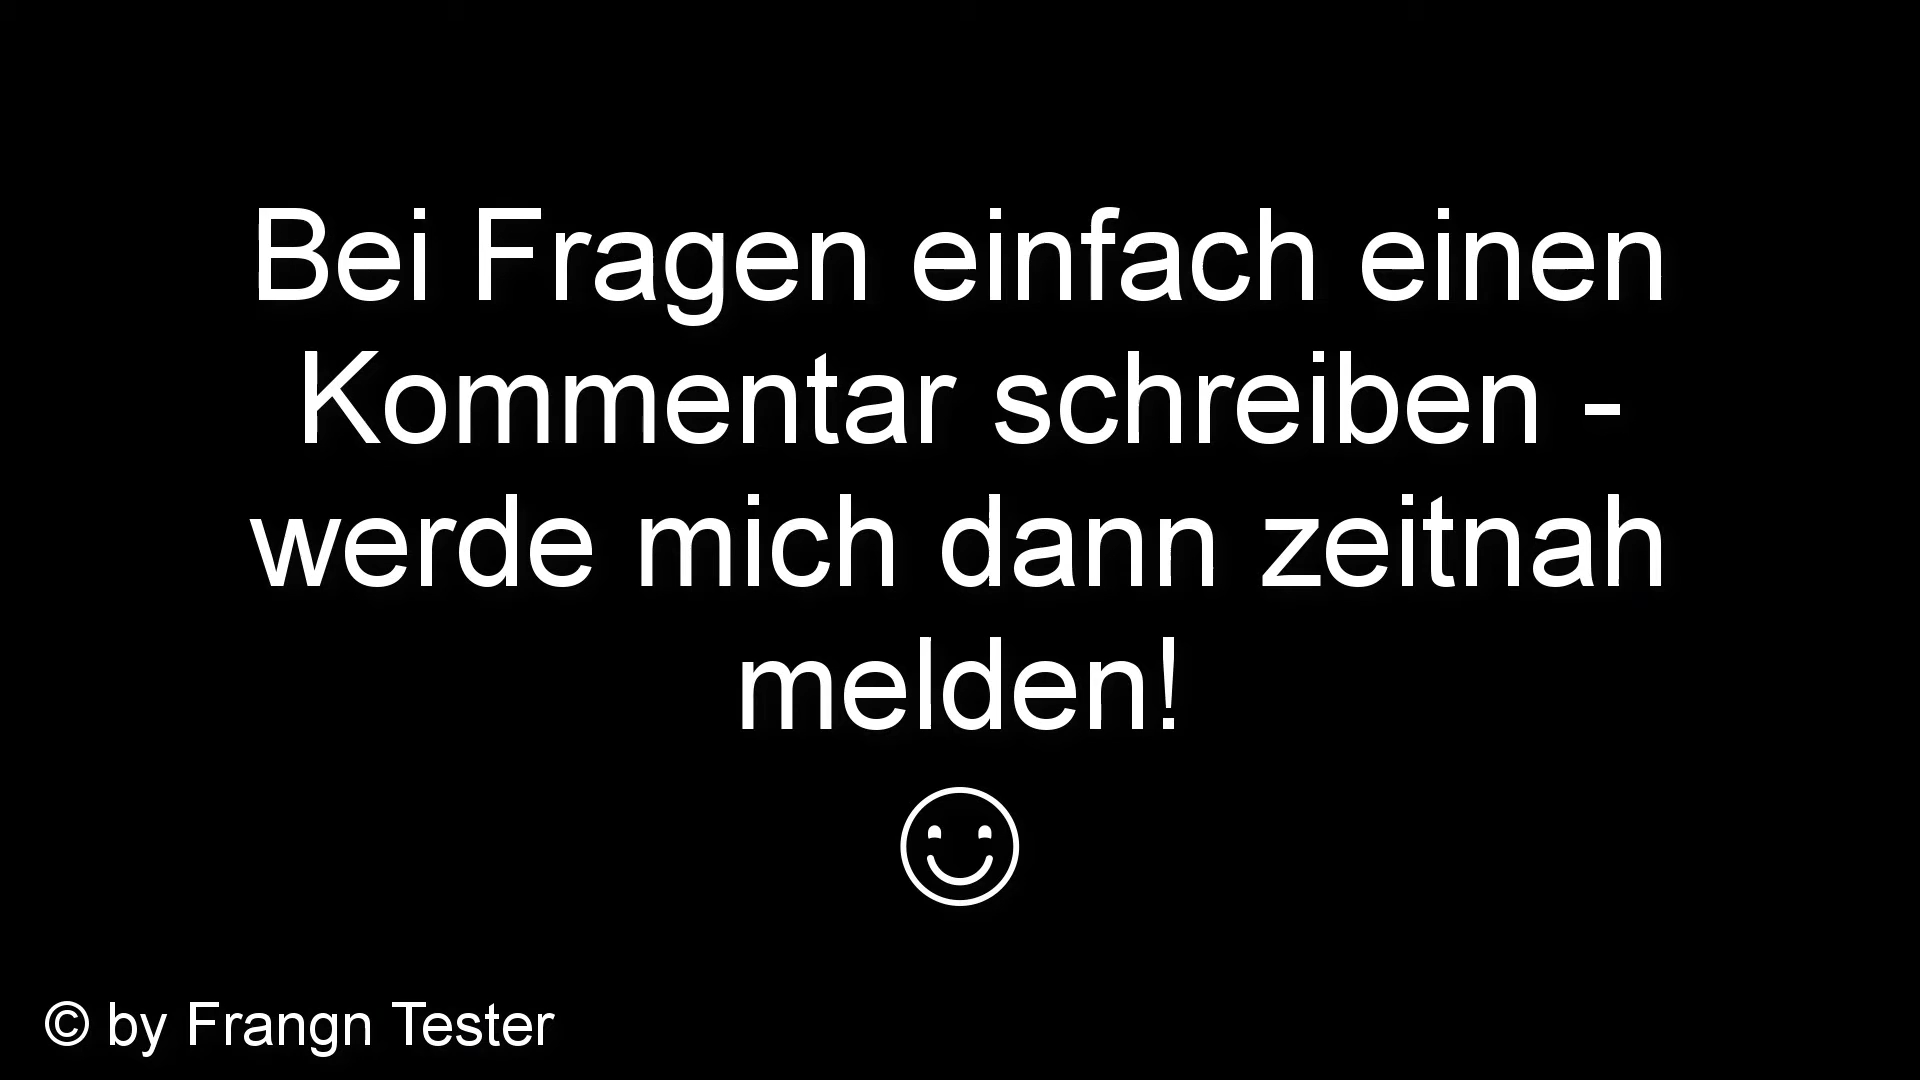 Bei Fragen einfach einen
Kommentar schreiben -
werde mich dann zeitnah
melden!
☺
© by Frangn Tester